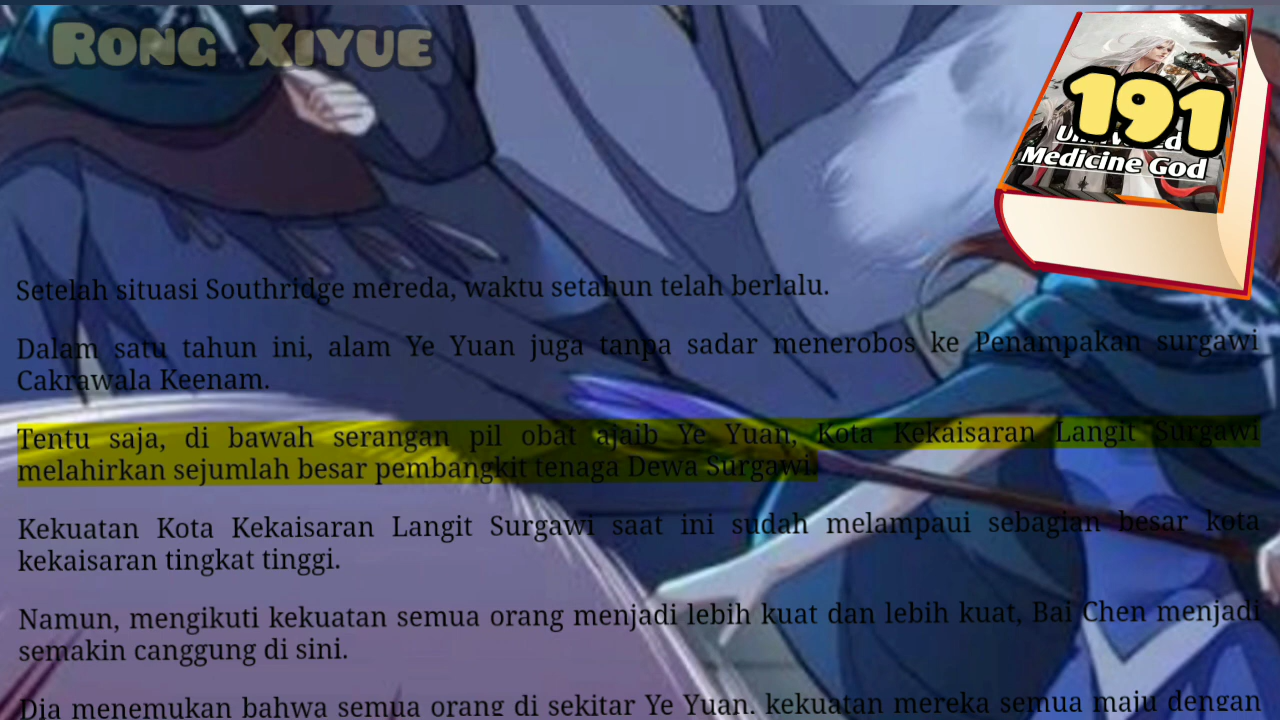 Rong Xiyue
191
Medicine God
Setelah situasi Southridge mereda, waktu setahun telah berlalu.
Dalam satu tahun ini, alam Ye Yuan juga tanpa sadar menerobos ke Penampakan surgawi
Cakrawala Keenam.
Tentu saja, di bawah serangan pil obat ajaib Ye Yuan, Kota Kekaisaran Langit Surgawi
melahirkan sejumlah besar pembangkit tenaga Dewa Surgawi.
Kekuatan Kota Kekaisaran Langit Surgawi saat ini sudah melampaui sebagian besar kota
kekaisaran tingkat tinggi.
Namun, mengikuti kekuatan semua orang menjadi lebih kuat dan lebih kuat, Bai Chen menjadi
semakin canggung di sini.
Dia menemukan bahwa semua orang di sekitar Ye Yuan, kekuatan mereka semua maju dengan